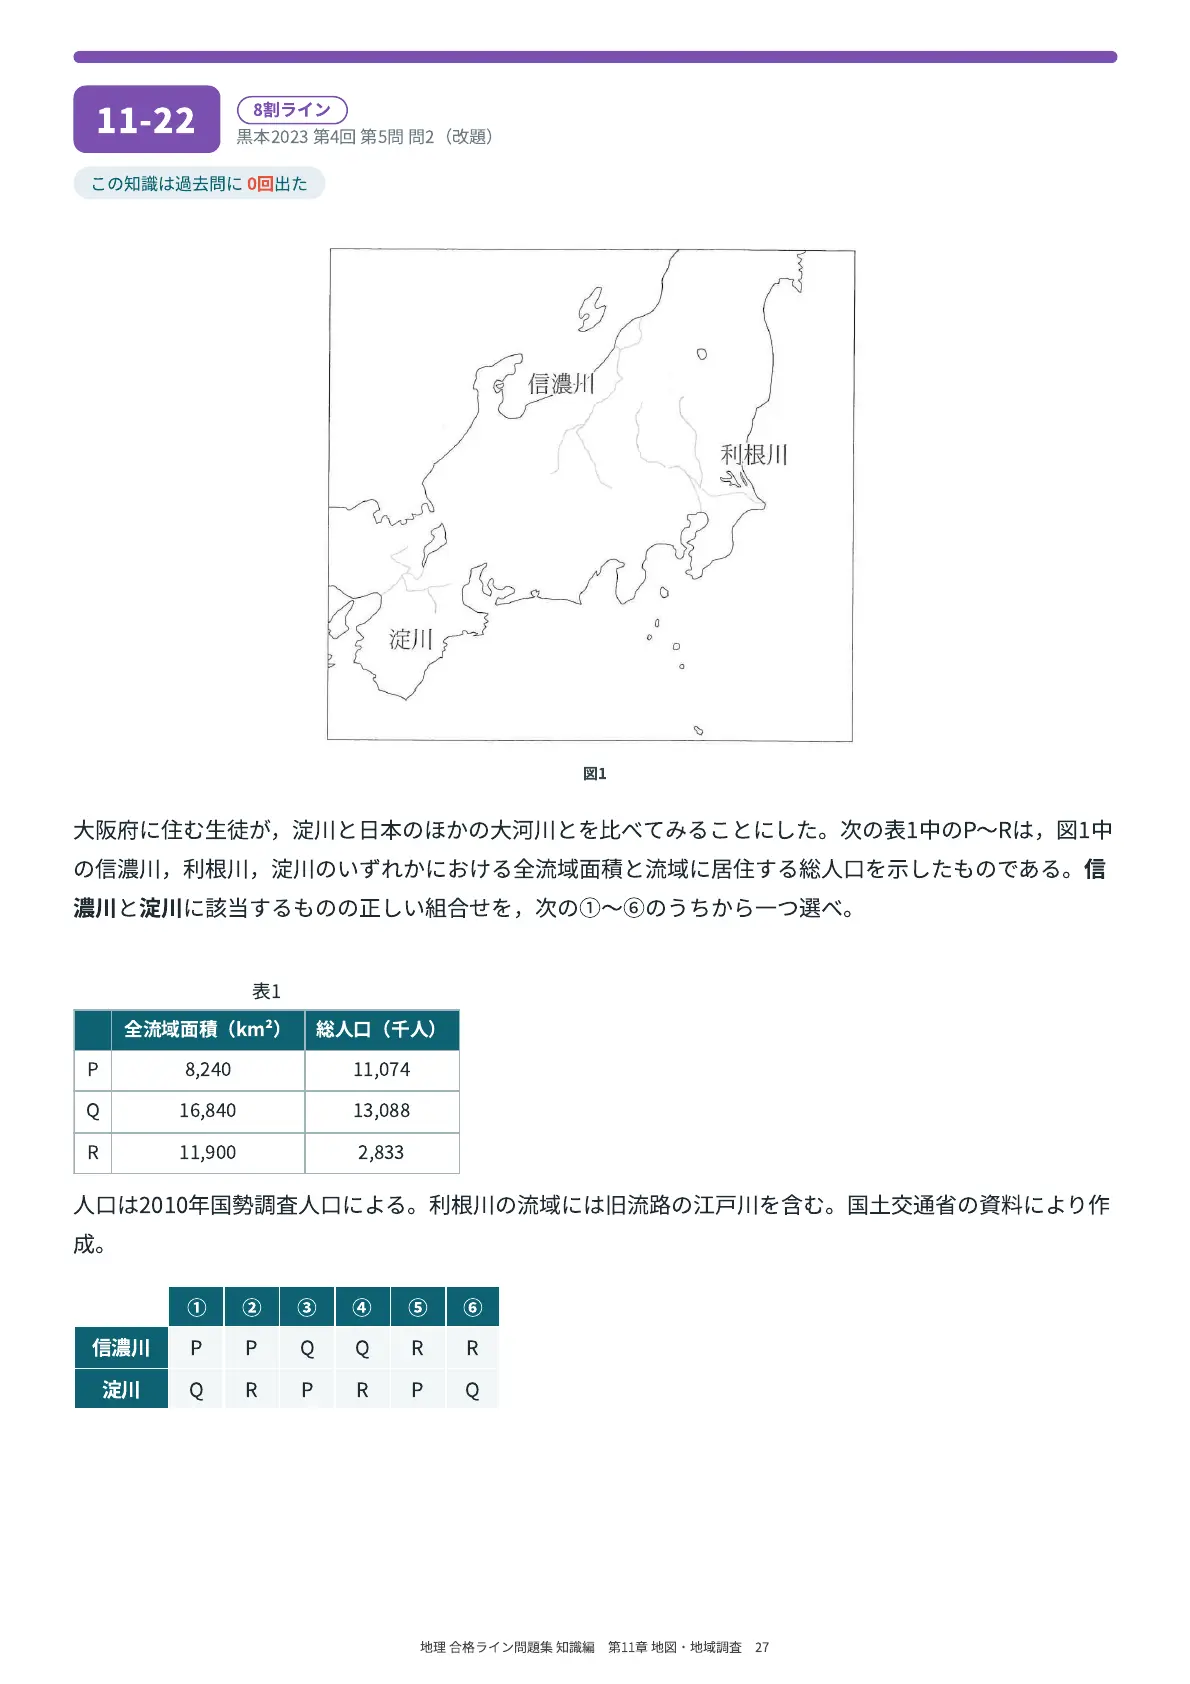 11-22
8割ライン
黒本2023 第4回 第5問 問2（改題）
この知識は過去問に 0回出た
信濃川
利根川
淀川
図1
大阪府に住む生徒が，淀川と日本のほかの大河川とを比べてみることにした。次の表1中のP〜Rは，図1中
の信濃川，利根川，淀川のいずれかにおける全流域面積と流域に居住する総人口を示したものである。信
濃川と淀川に該当するものの正しい組合せを，次の①〜⑥のうちから一つ選べ。
表1
全流域面積（km²） 総人口（千人）
P 8,240 11,074
Q 16,840 13,088
R 11,900 2,833
人口は2010年国勢調査人口による。利根川の流域には旧流路の江戸川を含む。国土交通省の資料により作
成。
① ② ③ ④ ⑤ ⑥
信濃川 P P Q Q R R
淀川 Q R P R P Q
地理 合格ライン問題集 知識編　第11章 地図・地域調査　27